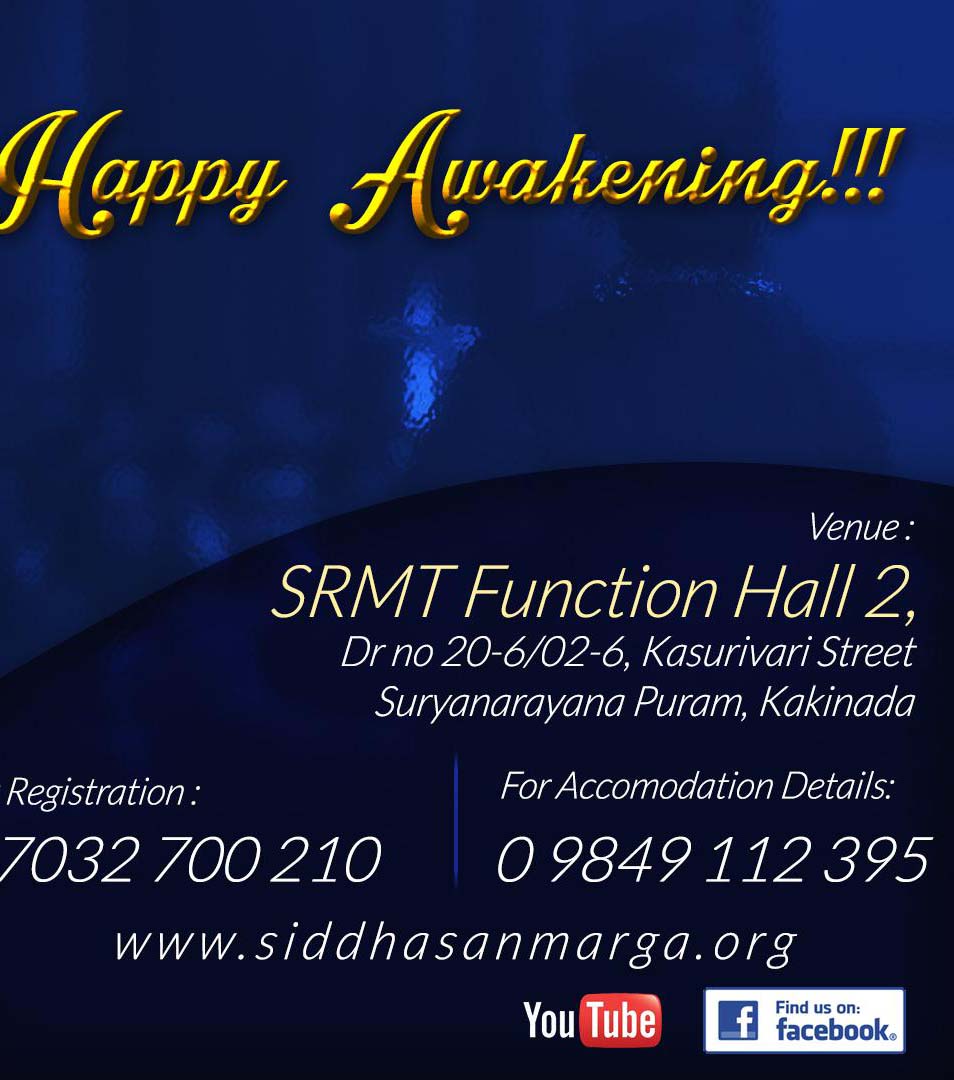 Happy Awakening!!!
Venue :
SRMT Function Hall 2,
Dr no 20-6/02-6, Kasurivari Street
Suryanarayana Puram, Kakinada
Registration :
7032 700 210
For Accomodation Details:
0 9849 112 395
www.siddhasanmarga.org
YouTube
Find us on:
facebook®